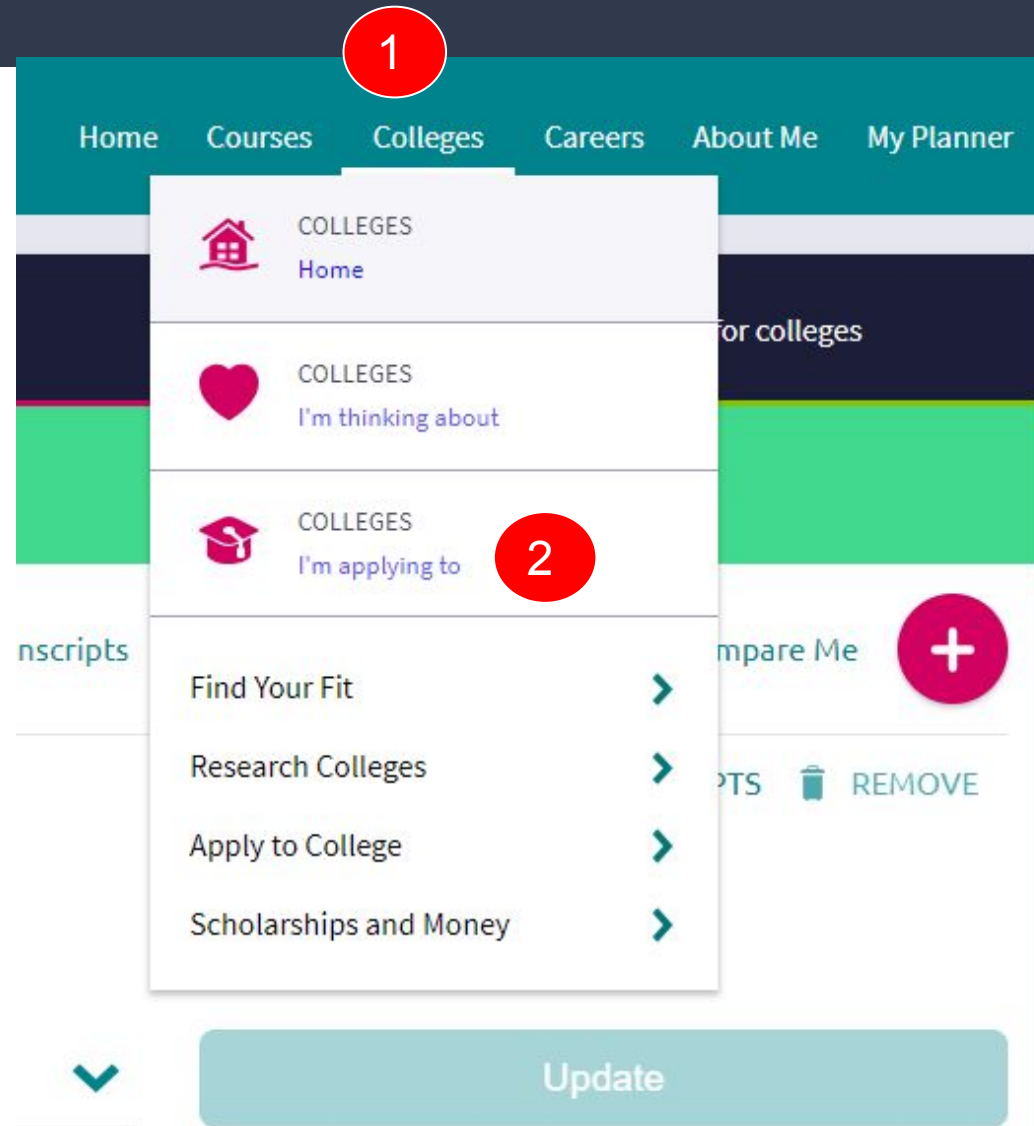 1
Home Courses Colleges Careers About Me My Planner
COLLEGES
Home
for colleges
COLLEGES
I'm thinking about
COLLEGES
I'm applying to 2
nscripts
mpare Me
Find Your Fit
Research Colleges
PTS REMOVE
Apply to College
Scholarships and Money
Update